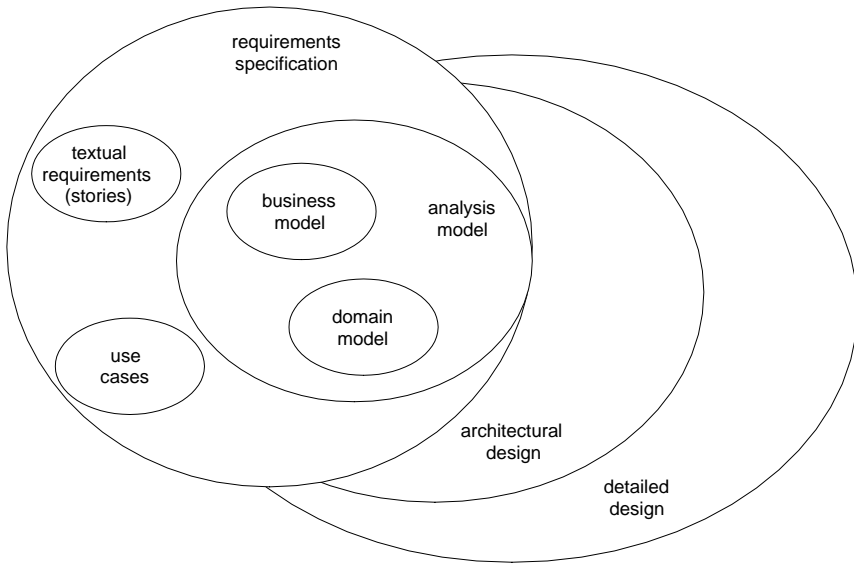 requirements
specification
textual
requirements
(stories)
business
model
analysis
model
domain
model
use
cases
architectural
design
detailed
design